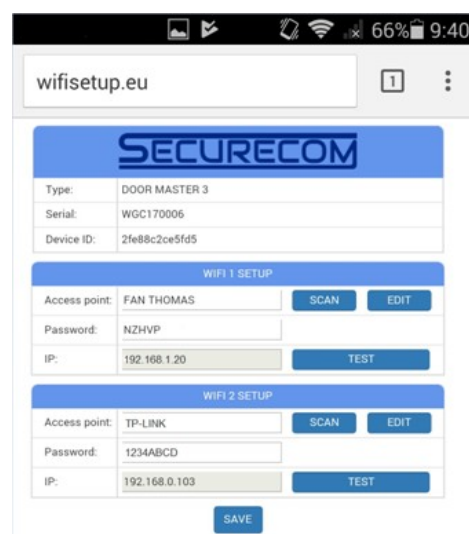 66% 9:40
wifisetup.eu 1
SECURECOM
Type: DOOR MASTER 3
Serial: WGC170006
Device ID: 2fe88c2ce5fd5
WIFI 1 SETUP
Access point: FAN THOMAS SCAN EDIT
Password: NZHVP
IP: 192.168.1.20 TEST
WIFI 2 SETUP
Access point: TP-LINK SCAN EDIT
Password: 1234ABCD
IP: 192.168.0.103 TEST
SAVE